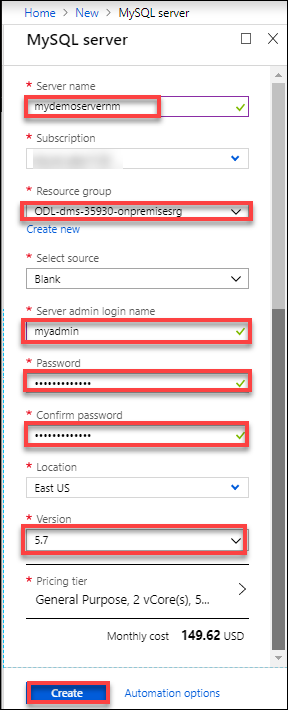 Home > New > MySQL server
MySQL server
* Server name
mydemoservernm
* Subscription
* Resource group
ODL-dms-35930-onpremisesrg
Create new
* Select source
Blank
* Server admin login name
myadmin
* Password
•••••••••••••
* Confirm password
•••••••••••••
* Location
East US
* Version
5.7
* Pricing tier
General Purpose, 2 vCore(s), 5...
Monthly cost 149.62 USD
Create Automation options